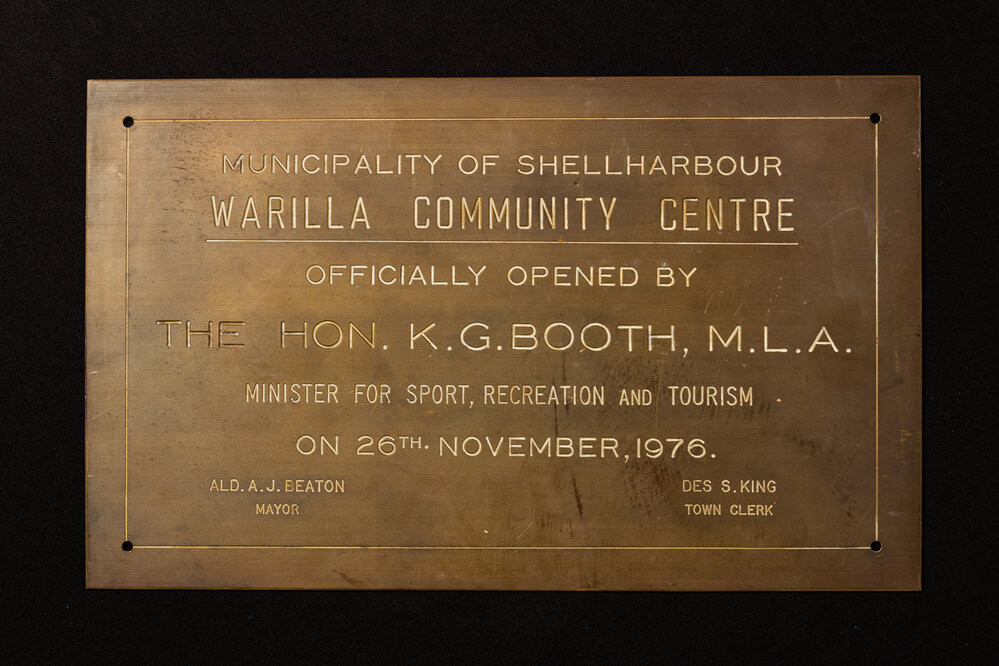 MUNICIPALITY OF SHELLHARBOUR
WARILLA COMMUNITY CENTRE
OFFICIALLY OPENED BY
THE HON. K.G. BOOTH, M.L.A.
MINISTER FOR SPORT, RECREATION AND TOURISM
ON 26TH. NOVEMBER, 1976.
ALD. A. J. BEATON
MAYOR
DES S. KING
TOWN CLERK